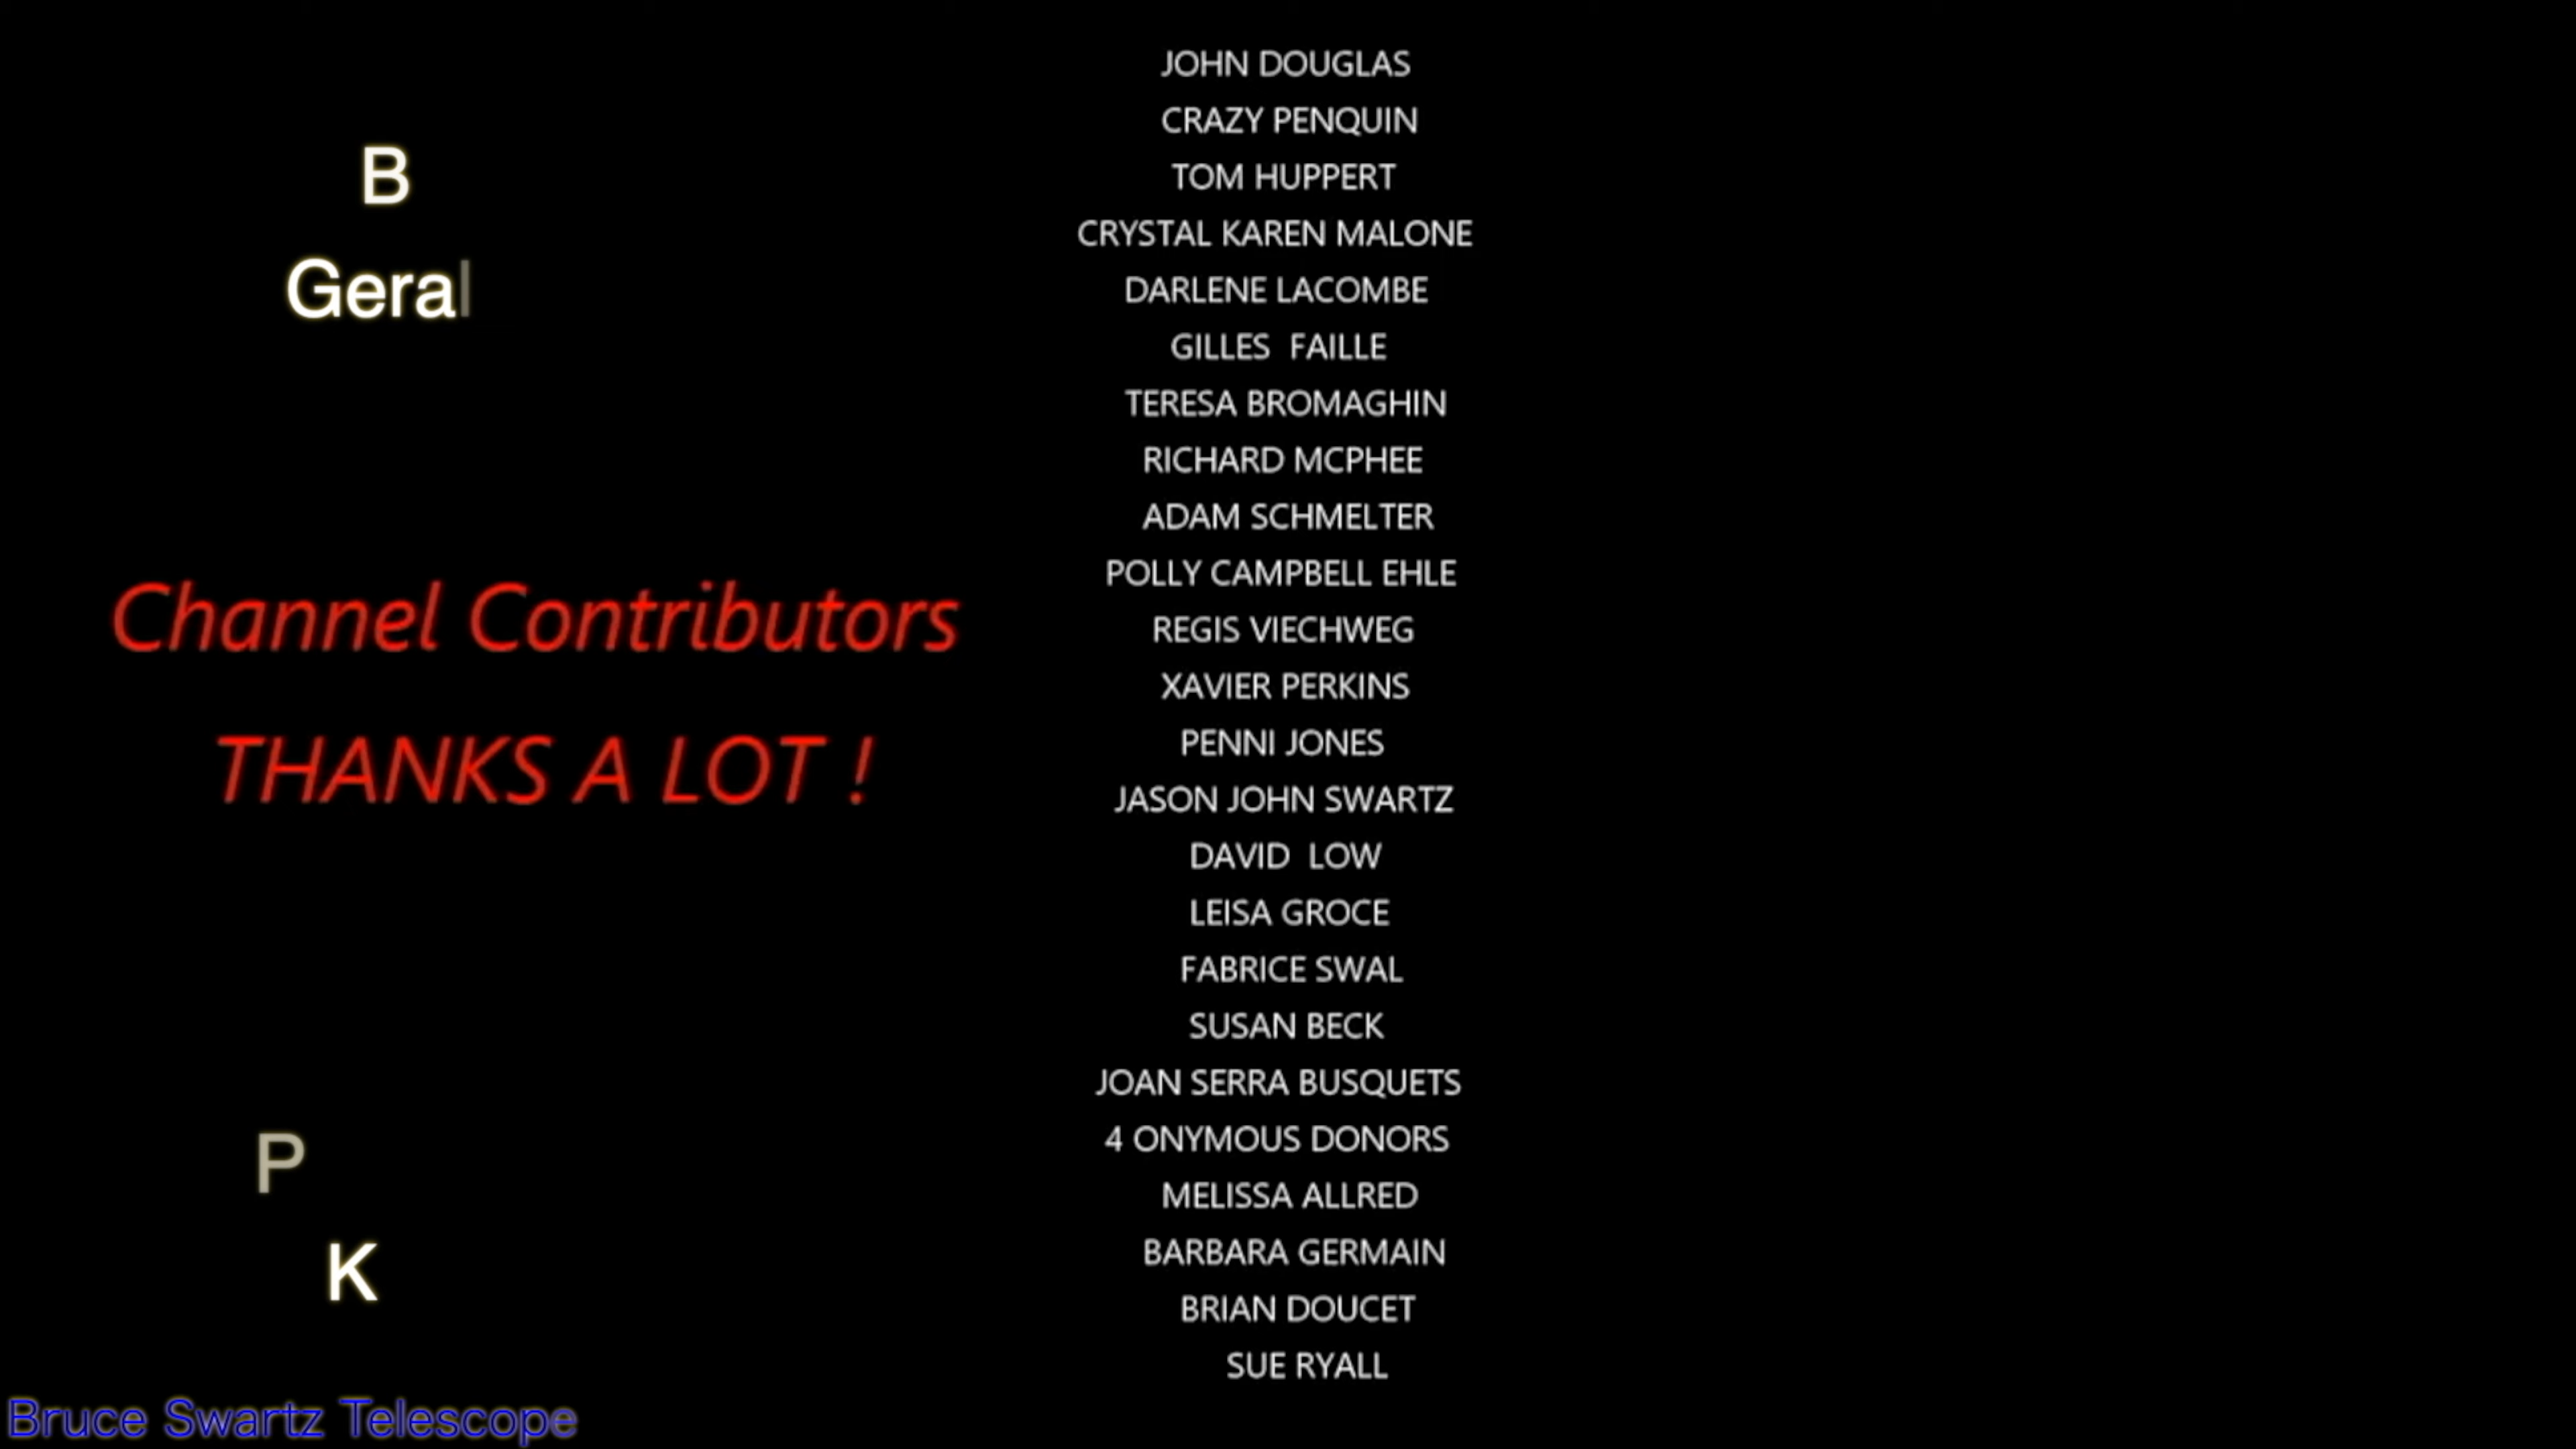 B
Geral
Channel Contributors
THANKS A LOT !
P
K
Bruce Swartz Telescope
JOHN DOUGLAS
CRAZY PENQUIN
TOM HUPPERT
CRYSTAL KAREN MALONE
DARLENE LACOMBE
GILLES  FAILLE
TERESA BROMAGHIN
RICHARD MCPHEE
ADAM SCHMELTER
POLLY CAMPBELL EHLE
REGIS VIECHWEG
XAVIER PERKINS
PENNI JONES
JASON JOHN SWARTZ
DAVID  LOW
LEISA GROCE
FABRICE SWAL
SUSAN BECK
JOAN SERRA BUSQUETS
4 ONYMOUS DONORS
MELISSA ALLRED
BARBARA GERMAIN
BRIAN DOUCET
SUE RYALL